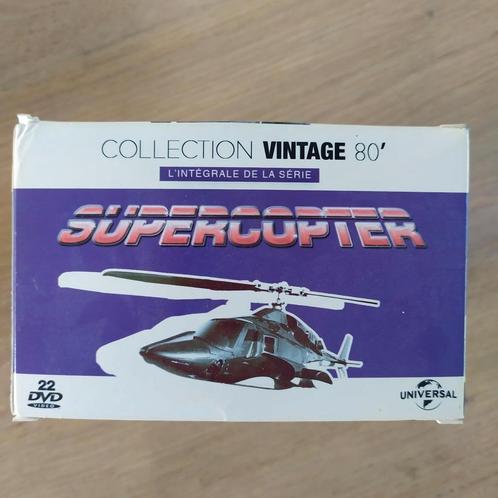 COLLECTION VINTAGE 80'
L'INTÉGRALE DE LA SÉRIE
SUPERCOPTER
22
DVD
VIDEO
UNIVERSAL